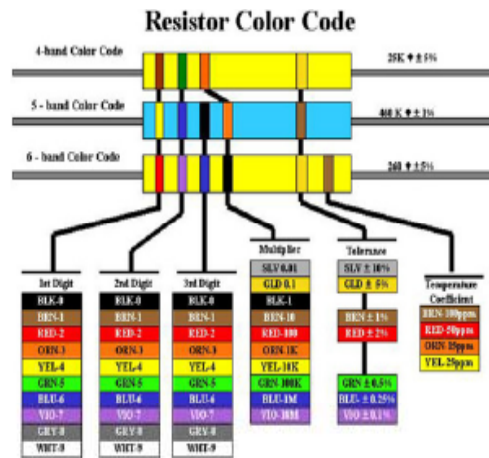 Resistor Color Code
4-band Color Code
25K ♦ ± 5%
5 - band Color Code
460 K ♦ ± 1%
6 - band Color Code
260 ♦ ±5%
Multiplier
Tolerance
SLV 0.01
SLV ± 10%
1st Digit
2nd Digit
3rd Digit
GLD 0.1
GLD ± 5%
Temperature
Coefficient
BLK-0
BLK-0
BLK-0
BLK-1
BRN-1
BRN-1
BRN-1
BRN-10
BRN ± 1%
BRN-100ppm
RED-2
RED-2
RED-2
RED-100
RED ± 2%
RED-50ppm
ORN-3
ORN-3
ORN-3
ORN-1K
ORN-15ppm
YEL-4
YEL-4
YEL-4
YEL-10K
YEL-25ppm
GRN-5
GRN-5
GRN-5
GRN-100K
GRN ± 0.5%
BLU-6
BLU-6
BLU-6
BLU-1M
BLU- ± 0.25%
VIO-7
VIO-7
VIO-7
VIO-10M
VIO ± 0.1%
GRY-8
GRY-8
GRY-8
WHT-9
WHT-9
WHT-9